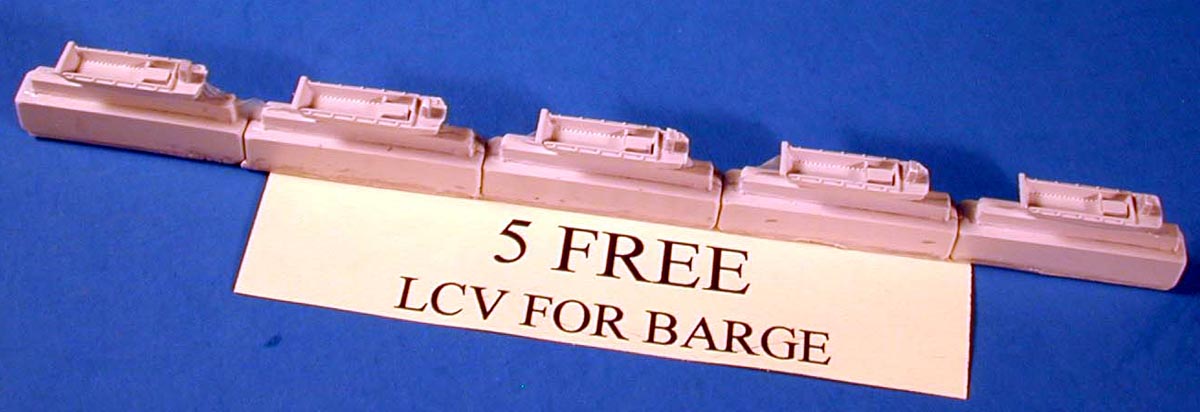 5 FREE
LCV FOR BARGE